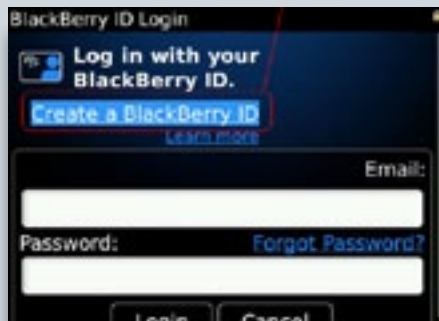 BlackBerry ID Login
Log in with your
BlackBerry ID.
Create a BlackBerry ID
Learn more
Email:
Password: Forgot Password?
Login Cancel